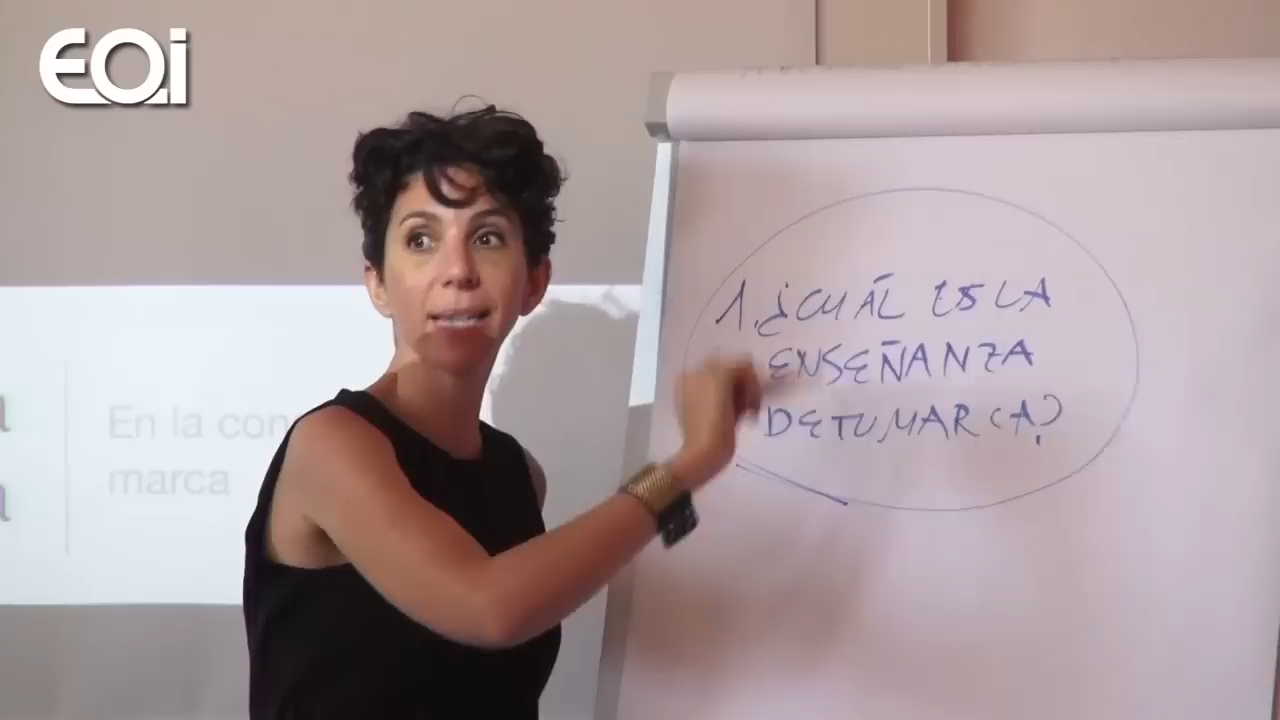 EOi
En la con
marca
1. ¿CUÁL ES LA
ENSEÑANZA
DE TU MARCA?